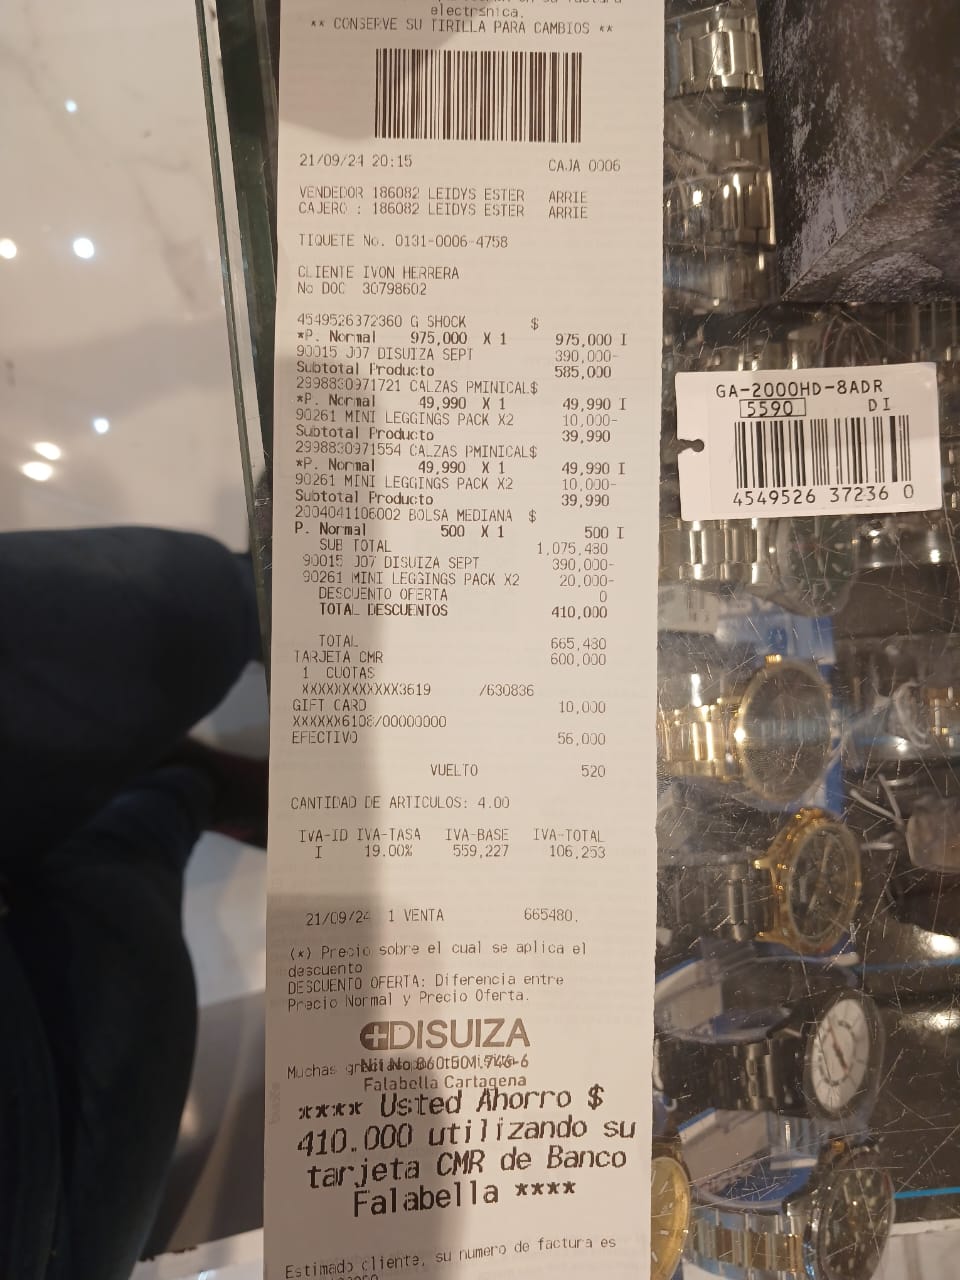 electrsnica.
** CONSERVE SU TIRILLA PARA CAMBIOS **
21/09/24 20:15 CAJA 0006
VENDEDOR 186082 LEIDYS ESTER ARRIE
CAJERO : 186082 LEIDYS ESTER ARRIE
TIQUETE No. 0131-0006-4758
CLIENTE IVON HERRERA
No DOC 30798602
4549526372360 G SHOCK $
*P. Normal 975,000 X 1 975,000 I
90015 J07 DISUIZA SEPT 390,000-
Subtotal Producto 585,000
2998830971721 CALZAS PMINICAL$
*P. Normal 49,990 X 1 49,990 I
90261 MINI LEGGINGS PACK X2 10,000-
Subtotal Producto 39,990
2998830971554 CALZAS PMINICAL$
*P. Normal 49,990 X 1 49,990 I
90261 MINI LEGGINGS PACK X2 10,000-
Subtotal Producto 39,990
2004041106002 BOLSA MEDIANA $
P. Normal 500 X 1 500 I
SUB TOTAL 1,075,480
90015 J07 DISUIZA SEPT 390,000-
90261 MINI LEGGINGS PACK X2 20,000-
DESCUENTO OFERTA 0
TOTAL DESCUENTOS 410,000
TOTAL 665,480
TARJETA CMR 600,000
1 CUOTAS
XXXXXXXXXXXX3619 /630836
GIFT CARD 10,000
XXXXXX6108/00000000
EFECTIVO 56,000
VUELTO 520
CANTIDAD DE ARTICULOS: 4.00
IVA-ID IVA-TASA IVA-BASE IVA-TOTAL
I 19.00% 559,227 106,253
21/09/24 1 VENTA 665480.
(*) Precio sobre el cual se aplica el
descuento
DESCUENTO OFERTA: Diferencia entre
Precio Normal y Precio Oferta.
DISUIZA
Muchas
Nit No 860.501.746-6
Falabella Cartagena
**** Usted Ahorro $
410.000 utilizando su
tarjeta CMR de Banco
Falabella ****
Estimado cliente, su numero de factura es
GA-2000HD-8ADR
5590 DI
4549526 37236 0